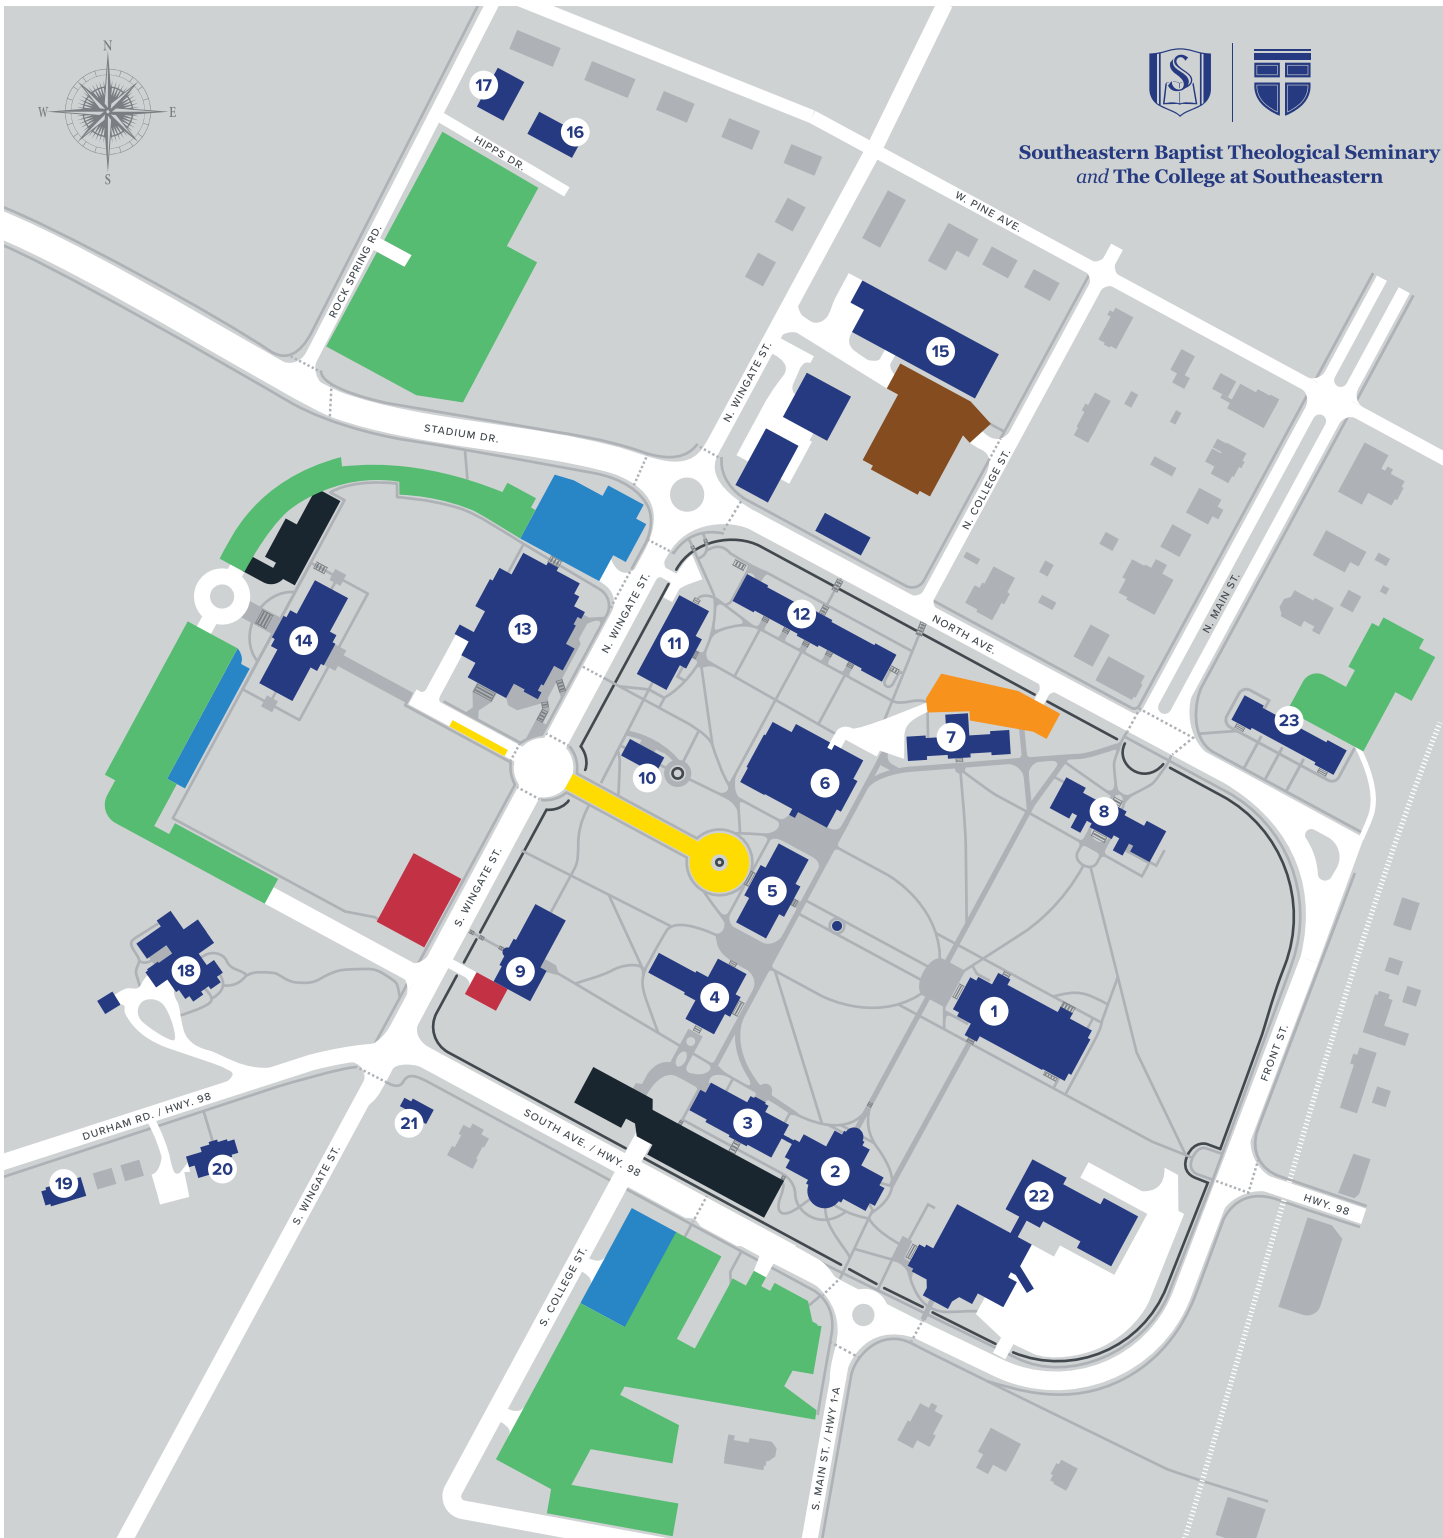 N
W
E
S
S
Southeastern Baptist Theological Seminary
and The College at Southeastern
17
16
HIPPS DR.
W. PINE AVE.
ROCK SPRING RD.
15
N. WINGATE ST.
STADIUM DR.
N. COLLEGE ST.
N. MAIN ST.
12
N. WINGATE ST.
13
14
11
NORTH AVE.
23
7
10
6
8
5
S. WINGATE ST.
9
18
4
1
FRONT ST.
DURHAM RD. / HWY. 98
21
SOUTH AVE. / HWY. 98
3
20
2
19
22
S. WINGATE ST.
HWY. 98
S. COLLEGE ST.
S. MAIN ST. / HWY 1-A